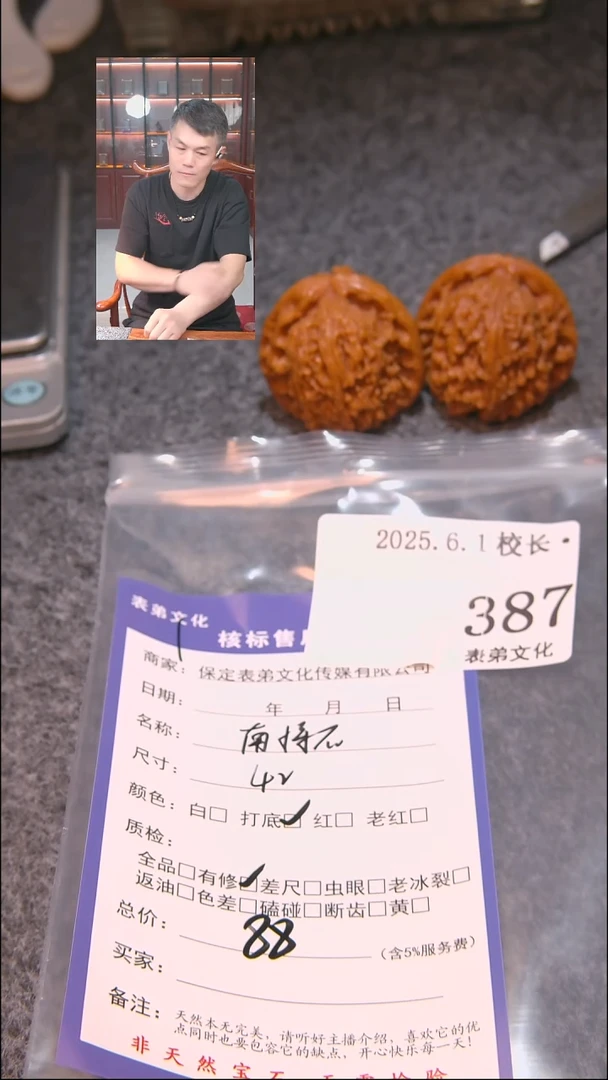 2025.6.1 校长·
387
表弟文化
表弟文化
核标售
商家: 保定表弟文化传媒有限公司
日期: 年 月 日
名称:
尺寸: 42
颜色: 白□ 打底☑ 红□ 老红□
质检:
全品□有修☑差尺□虫眼□老冰裂□
返油□色差□磕碰□断齿□黄□
总价: 88 (含5%服务费)
买家:
备注: 天然本无完美，请听好主播介绍，喜欢它的优
点同时也要包容它的缺点，开心快乐每一天!
非天然宝石